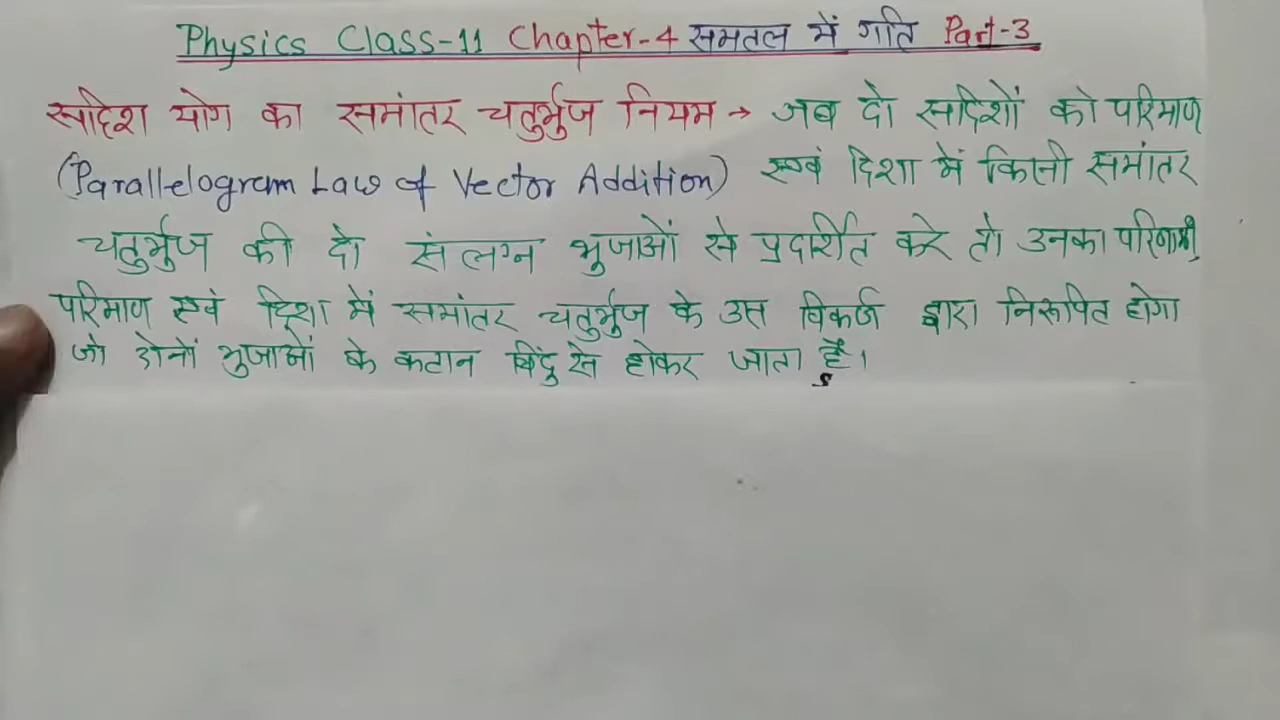 Physics Class-11 Chapter-4 समतल में गति Part-3
सदिश योग का समांतर चतुर्भुज नियम → जब दो सदिशों को परिमाण
(Parallelogram Law of Vector Addition) एवं दिशा में किसी समांतर
चतुर्भुज की दो संलग्न भुजाओं से प्रदर्शित करे तो उनका परिणामी
परिमाण एवं दिशा में समांतर चतुर्भुज के उस विकर्ण द्वारा निरूपित होगा
जो दोनों भुजाओं के कटान बिंदु से होकर जाता है।